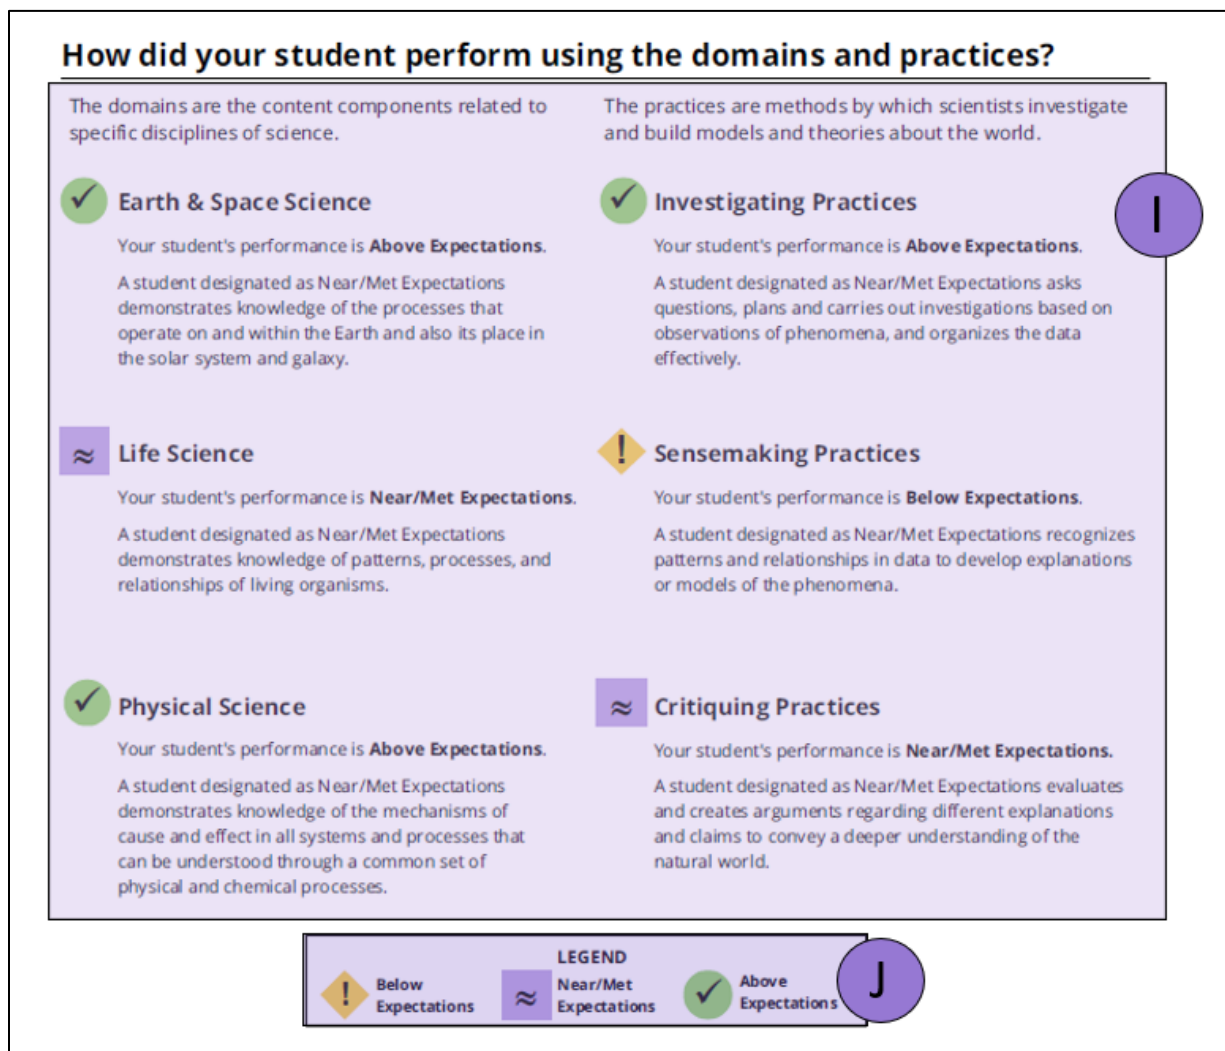 How did your student perform using the domains and practices?
The domains are the content components related to
specific disciplines of science.
✓ Earth & Space Science
Your student's performance is Above Expectations.
A student designated as Near/Met Expectations
demonstrates knowledge of the processes that
operate on and within the Earth and also its place in
the solar system and galaxy.
≈ Life Science
Your student's performance is Near/Met Expectations.
A student designated as Near/Met Expectations
demonstrates knowledge of patterns, processes, and
relationships of living organisms.
✓ Physical Science
Your student's performance is Above Expectations.
A student designated as Near/Met Expectations
demonstrates knowledge of the mechanisms of
cause and effect in all systems and processes that
can be understood through a common set of
physical and chemical processes.
The practices are methods by which scientists investigate
and build models and theories about the world.
✓ Investigating Practices
I
Your student's performance is Above Expectations.
A student designated as Near/Met Expectations asks
questions, plans and carries out investigations based on
observations of phenomena, and organizes the data
effectively.
! Sensemaking Practices
Your student's performance is Below Expectations.
A student designated as Near/Met Expectations recognizes
patterns and relationships in data to develop explanations
or models of the phenomena.
≈ Critiquing Practices
Your student's performance is Near/Met Expectations.
A student designated as Near/Met Expectations evaluates
and creates arguments regarding different explanations
and claims to convey a deeper understanding of the
natural world.
LEGEND
! Below
Expectations
≈ Near/Met
Expectations
✓ Above
Expectations
J